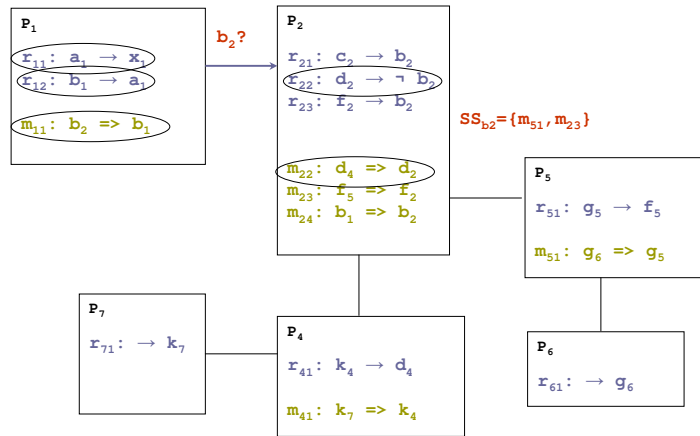 P₁
r₁₁: a₁ → x₁
r₁₂: b₁ → a₁
m₁₁: b₂ => b₁
b₂?
P₂
r₂₁: c₂ → b₂
r₂₂: d₂ → ¬ b₂
r₂₃: f₂ → b₂
m₂₂: d₄ => d₂
m₂₃: f₅ => f₂
m₂₄: b₁ => b₂
SS_b₂={m₅₁,m₂₃}
P₅
r₅₁: g₅ → f₅
m₅₁: g₆ => g₅
P₇
r₇₁: → k₇
P₄
r₄₁: k₄ → d₄
m₄₁: k₇ => k₄
P₆
r₆₁: → g₆